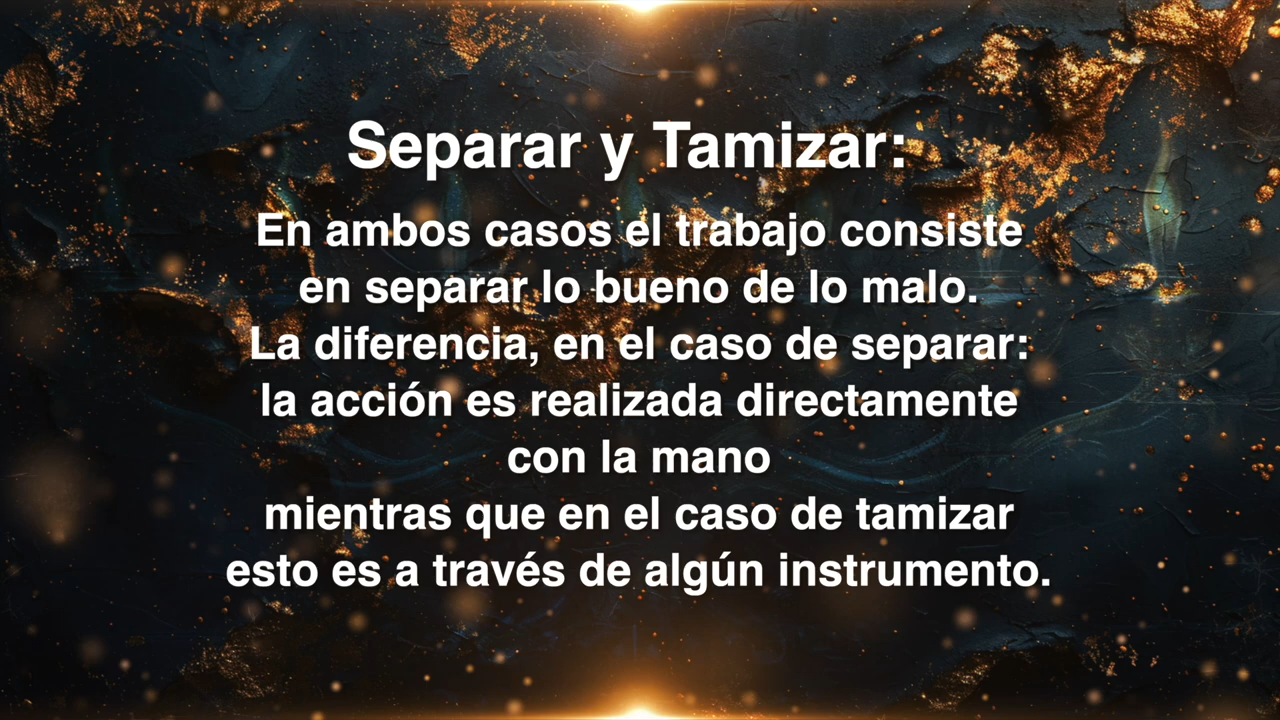 Separar y Tamizar:
En ambos casos el trabajo consiste
en separar lo bueno de lo malo.
La diferencia, en el caso de separar:
la acción es realizada directamente
con la mano
mientras que en el caso de tamizar
esto es a través de algún instrumento.